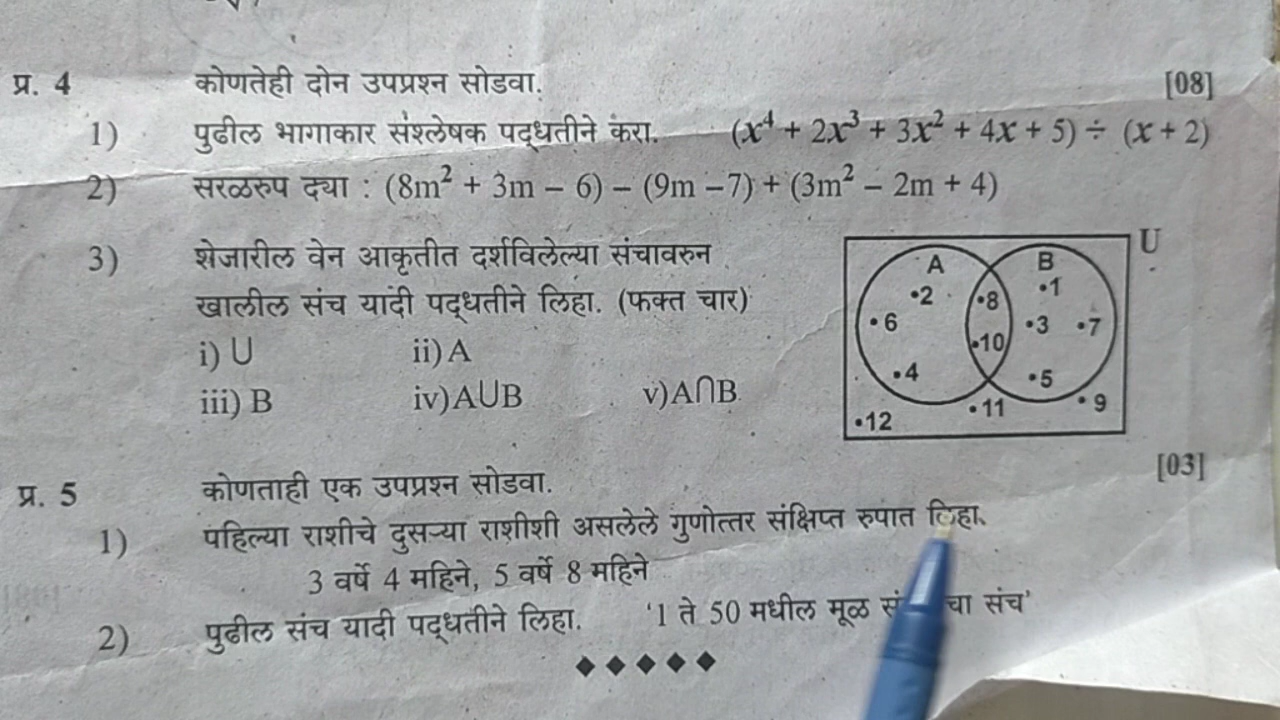 प्र. 4 कोणतेही दोन उपप्रश्न सोडवा. [08]
1) पुढील भागाकार संश्लेषक पद्धतीने करा. (x⁴ + 2x³ + 3x² + 4x + 5) ÷ (x + 2)
2) सरळरुप द्या : (8m² + 3m – 6) – (9m –7) + (3m² – 2m + 4)
3) शेजारील वेन आकृतीत दर्शविलेल्या संचावरुन
खालील संच यादी पद्धतीने लिहा. (फक्त चार)
i) U ii) A
iii) B iv) A∪B v) A∩B
U
A B
•2 •8 •1
•6 •10 •3 •7
•4 •5
•12 •11 •9
प्र. 5 कोणताही एक उपप्रश्न सोडवा. [03]
1) पहिल्या राशीचे दुसऱ्या राशीशी असलेले गुणोत्तर संक्षिप्त रुपात लिहा.
3 वर्षे 4 महिने, 5 वर्षे 8 महिने
2) पुढील संच यादी पद्धतीने लिहा. '1 ते 50 मधील मूळ चा संच'
◆◆◆◆◆